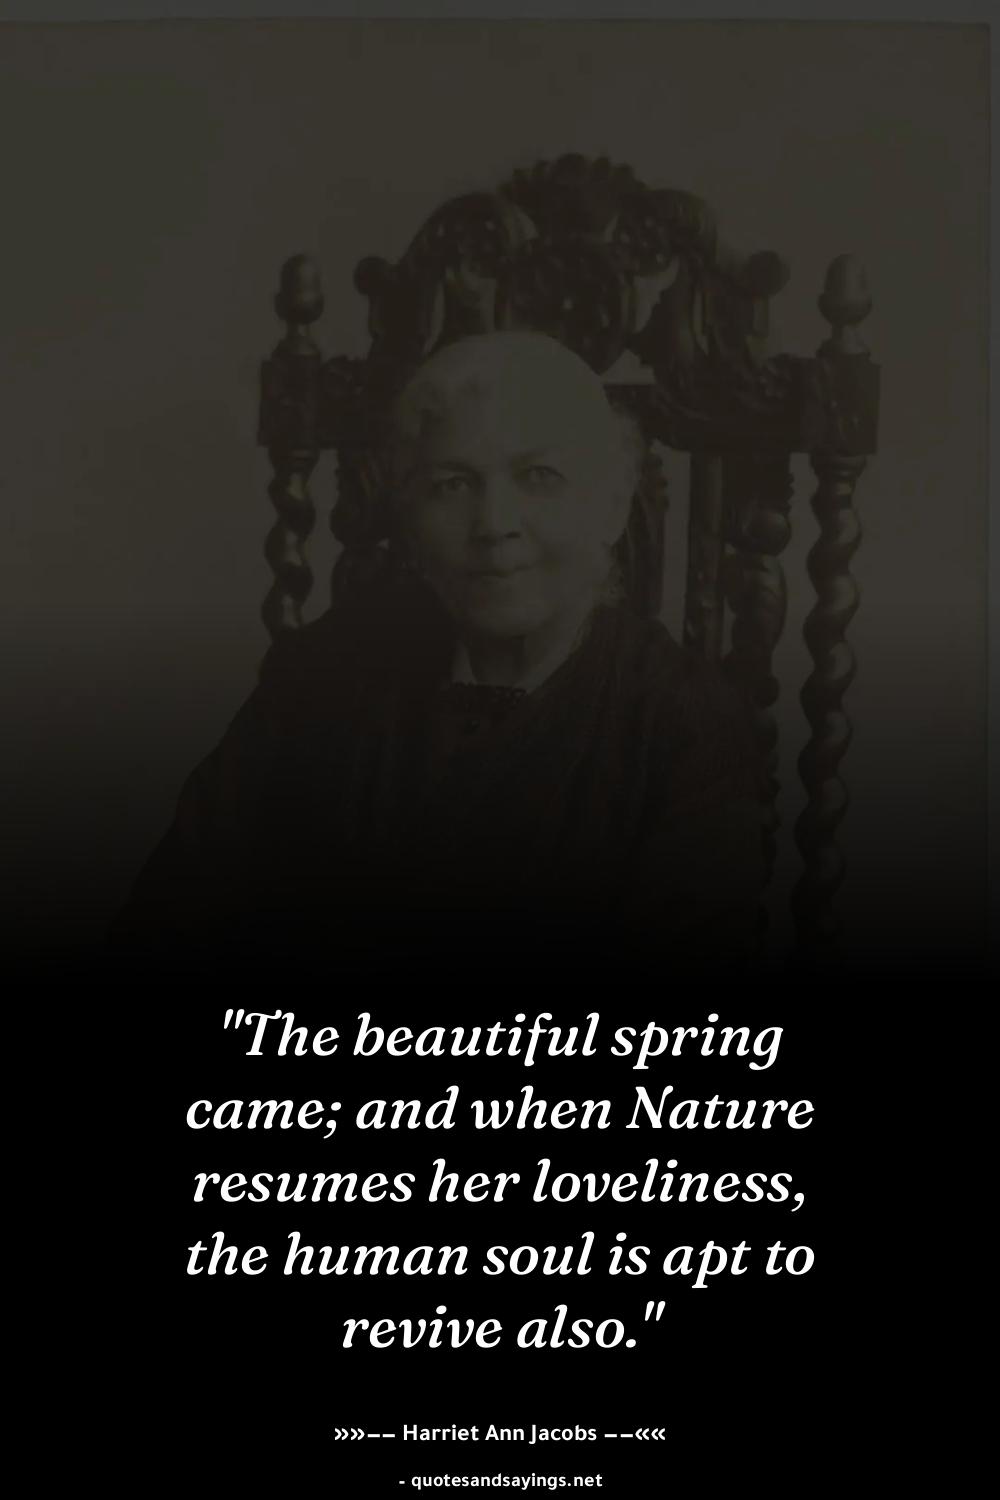 "The beautiful spring
came; and when Nature
resumes her loveliness,
the human soul is apt to
revive also."
»»−− Harriet Ann Jacobs −−««
- quotesandsayings.net